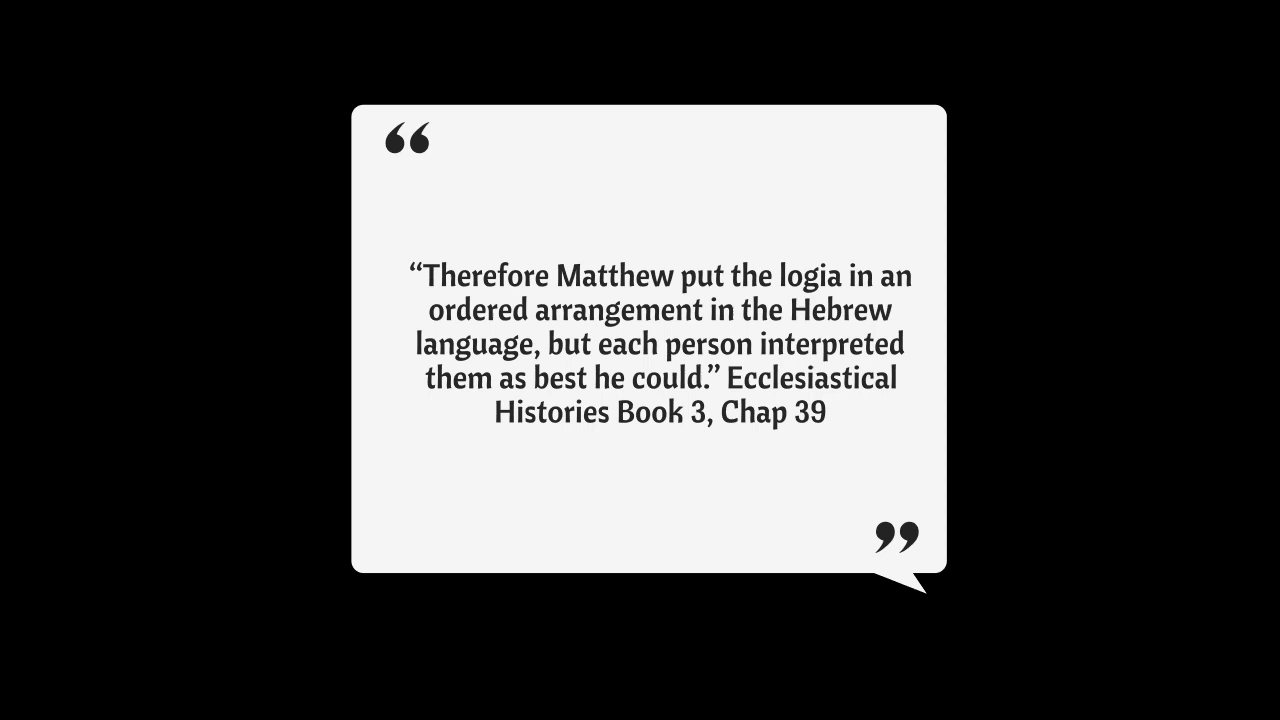 “Therefore Matthew put the logia in an
ordered arrangement in the Hebrew
language, but each person interpreted
them as best he could.” Ecclesiastical
Histories Book 3, Chap 39